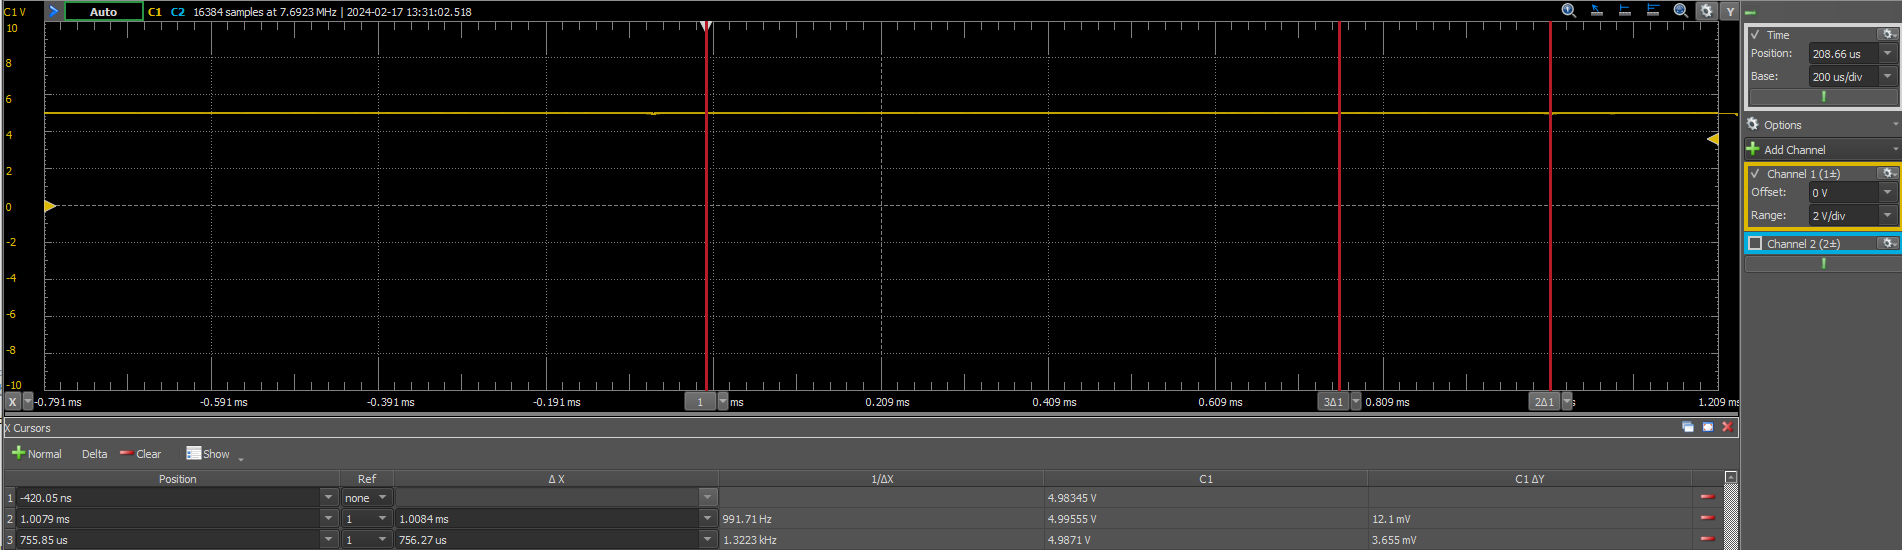 C1 V Auto C1 C2 16384 samples at 7.6923 MHz | 2024-02-17 13:31:02.518 Y
10
8
6
4
2
0
-2
-4
-6
-8
-10
X -0.791 ms -0.591 ms -0.391 ms -0.191 ms 1 ms 0.209 ms 0.409 ms 0.609 ms 3Δ1 0.809 ms 2Δ1 1.209 ms
Time
Position: 208.66 us
Base: 200 us/div
Options
Add Channel
Channel 1 (1±)
Offset: 0 V
Range: 2 V/div
Channel 2 (2±)
X Cursors
Normal Delta Clear Show
Position Ref Δ X 1/ΔX C1 C1 ΔY
1 -420.05 ns none 4.98345 V
2 1.0079 ms 1 1.0084 ms 991.71 Hz 4.99555 V 12.1 mV
3 755.85 us 1 756.27 us 1.3223 kHz 4.9871 V 3.655 mV